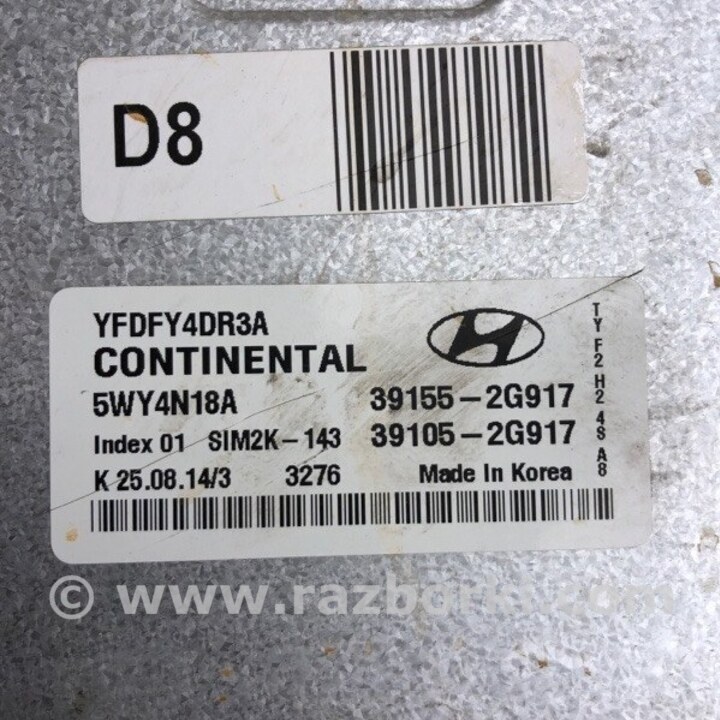 D8
YFDFY4DR3A
CONTINENTAL
5WY4N18A 39155-2G917
Index 01 SIM2K-143 39105-2G917
K 25.08.14/3 3276 Made In Korea
TY F2 H2 48 A8
© www.razborka.com